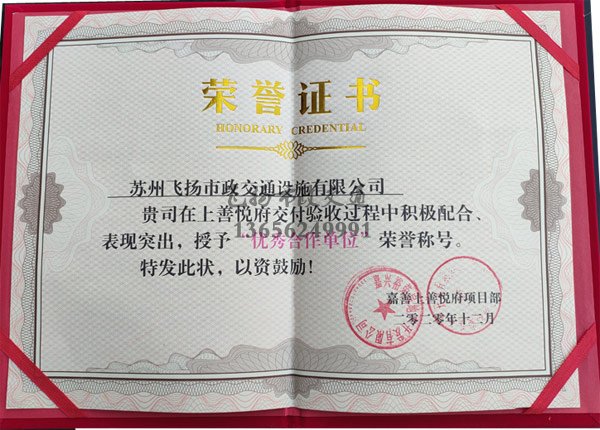 荣誉证书
HONORARY CREDENTIAL
苏州飞扬市政交通设施有限公司
贵司在上善悦府交付验收过程中积极配合、
13656249991
表现突出，授予“优秀合作单位”荣誉称号。
特发此状，以资鼓励！
嘉善上善悦府项目部
二〇二〇年十二月